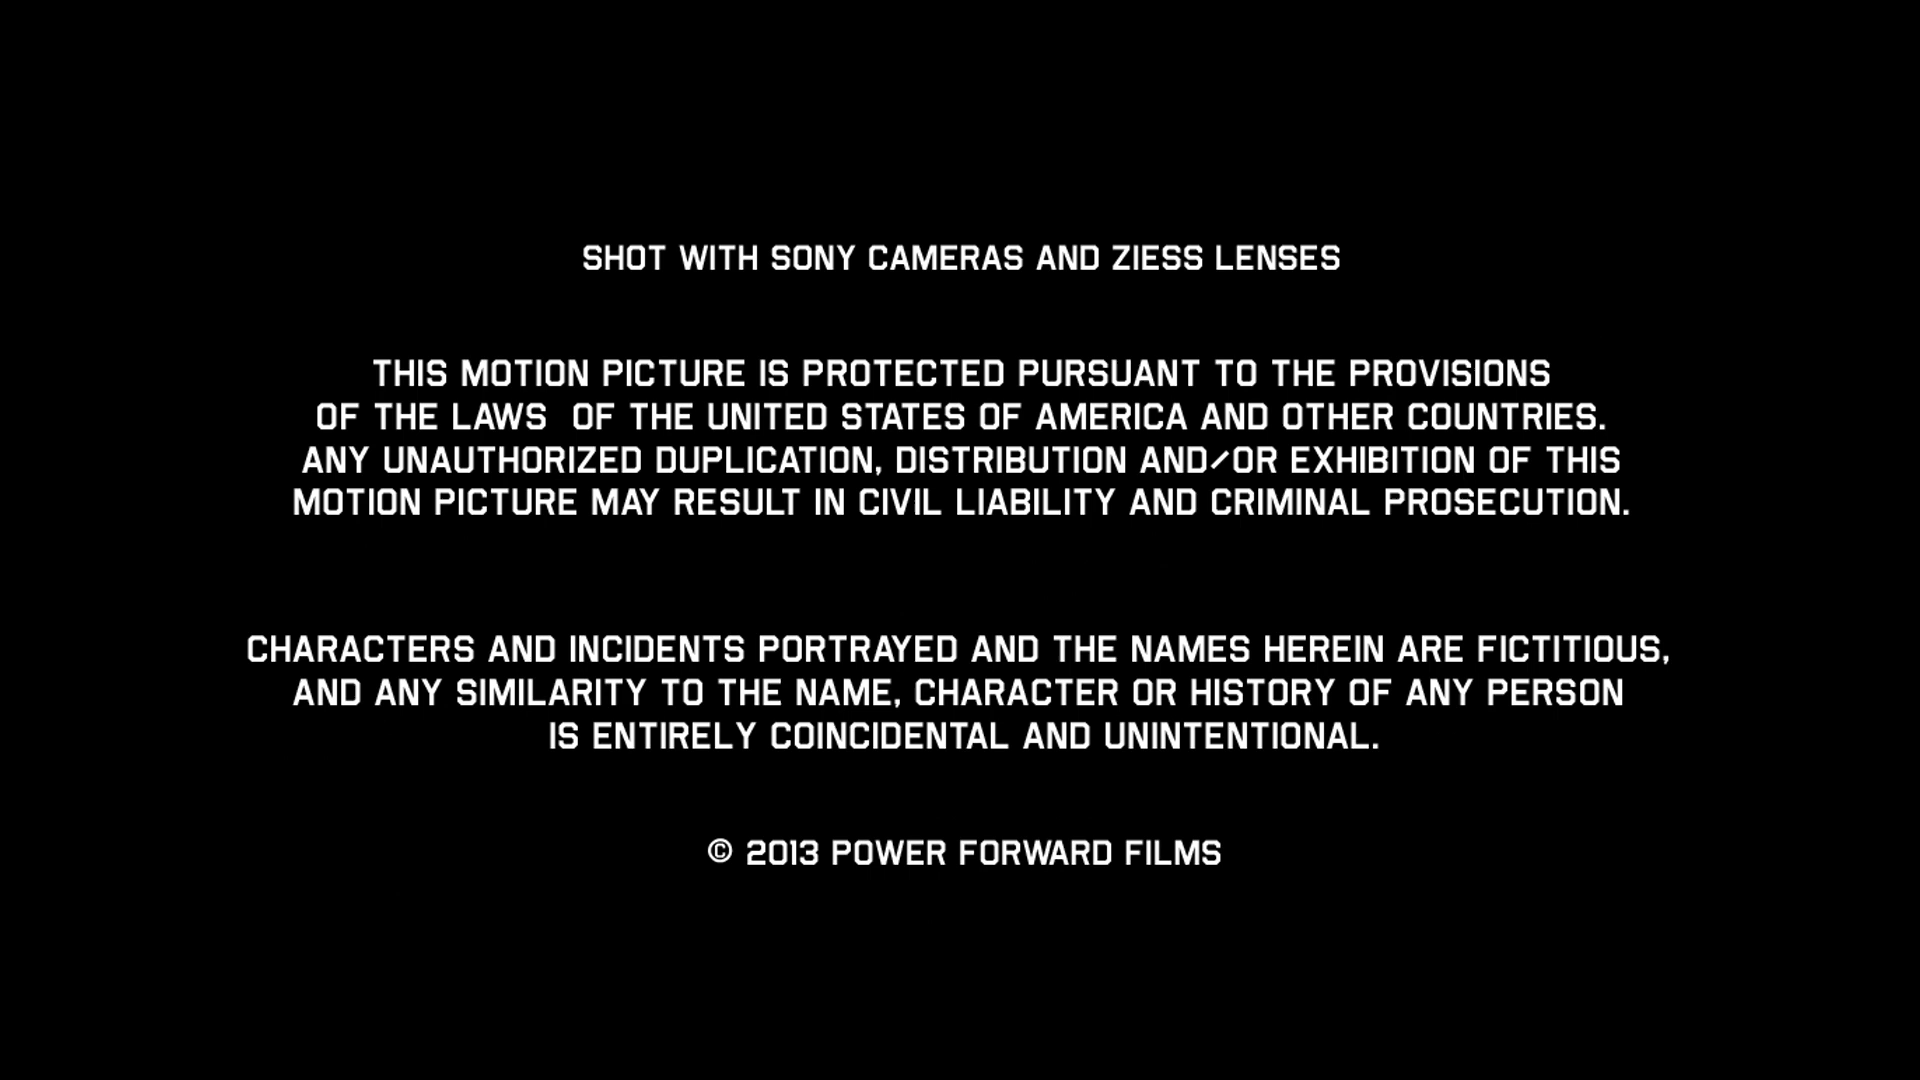 SHOT WITH SONY CAMERAS AND ZIESS LENSES
THIS MOTION PICTURE IS PROTECTED PURSUANT TO THE PROVISIONS
OF THE LAWS  OF THE UNITED STATES OF AMERICA AND OTHER COUNTRIES.
ANY UNAUTHORIZED DUPLICATION, DISTRIBUTION AND/OR EXHIBITION OF THIS
MOTION PICTURE MAY RESULT IN CIVIL LIABILITY AND CRIMINAL PROSECUTION.
CHARACTERS AND INCIDENTS PORTRAYED AND THE NAMES HEREIN ARE FICTITIOUS,
AND ANY SIMILARITY TO THE NAME, CHARACTER OR HISTORY OF ANY PERSON
IS ENTIRELY COINCIDENTAL AND UNINTENTIONAL.
© 2013 POWER FORWARD FILMS